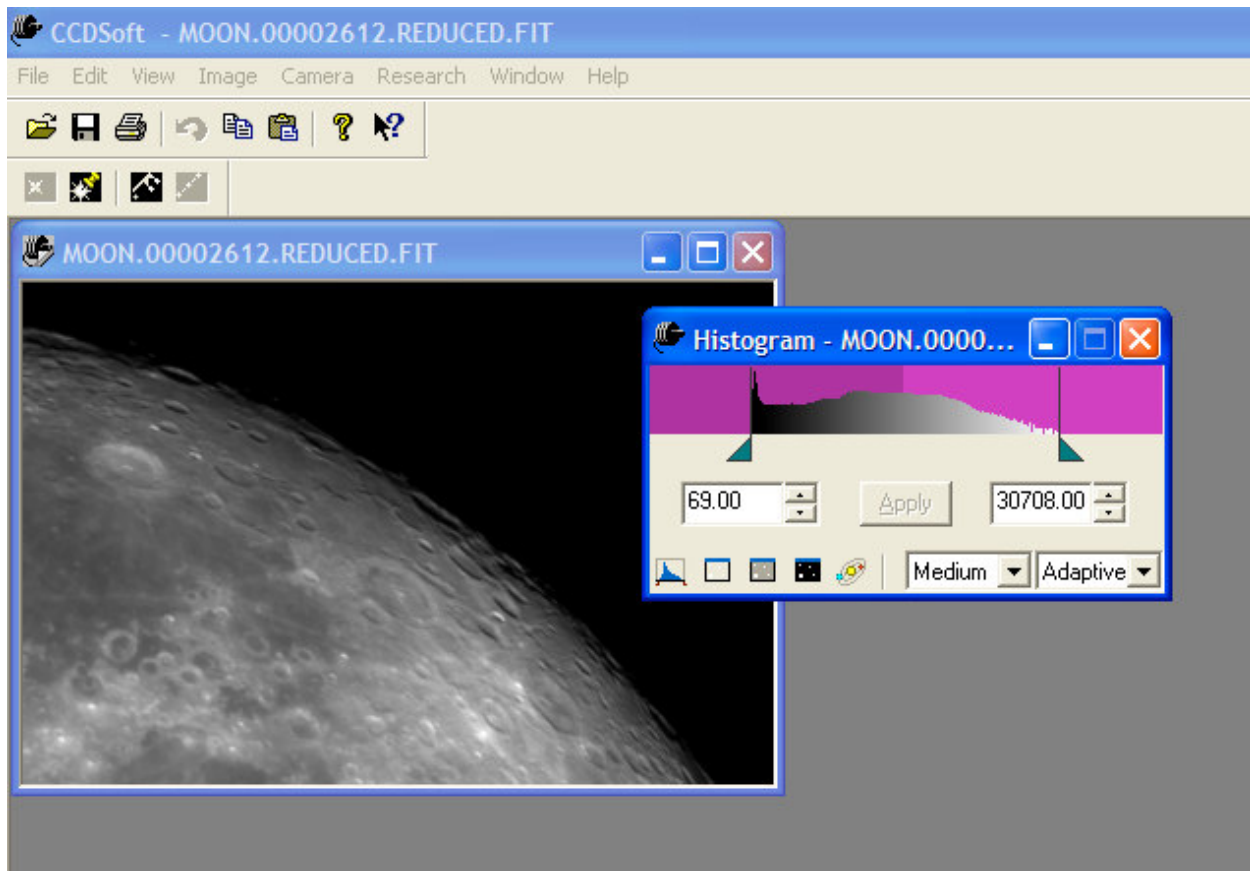 CCDSoft - MOON.00002612.REDUCED.FIT
File Edit View Image Camera Research Window Help
MOON.00002612.REDUCED.FIT
Histogram - MOON.0000...
69.00 Apply 30708.00
Medium Adaptive